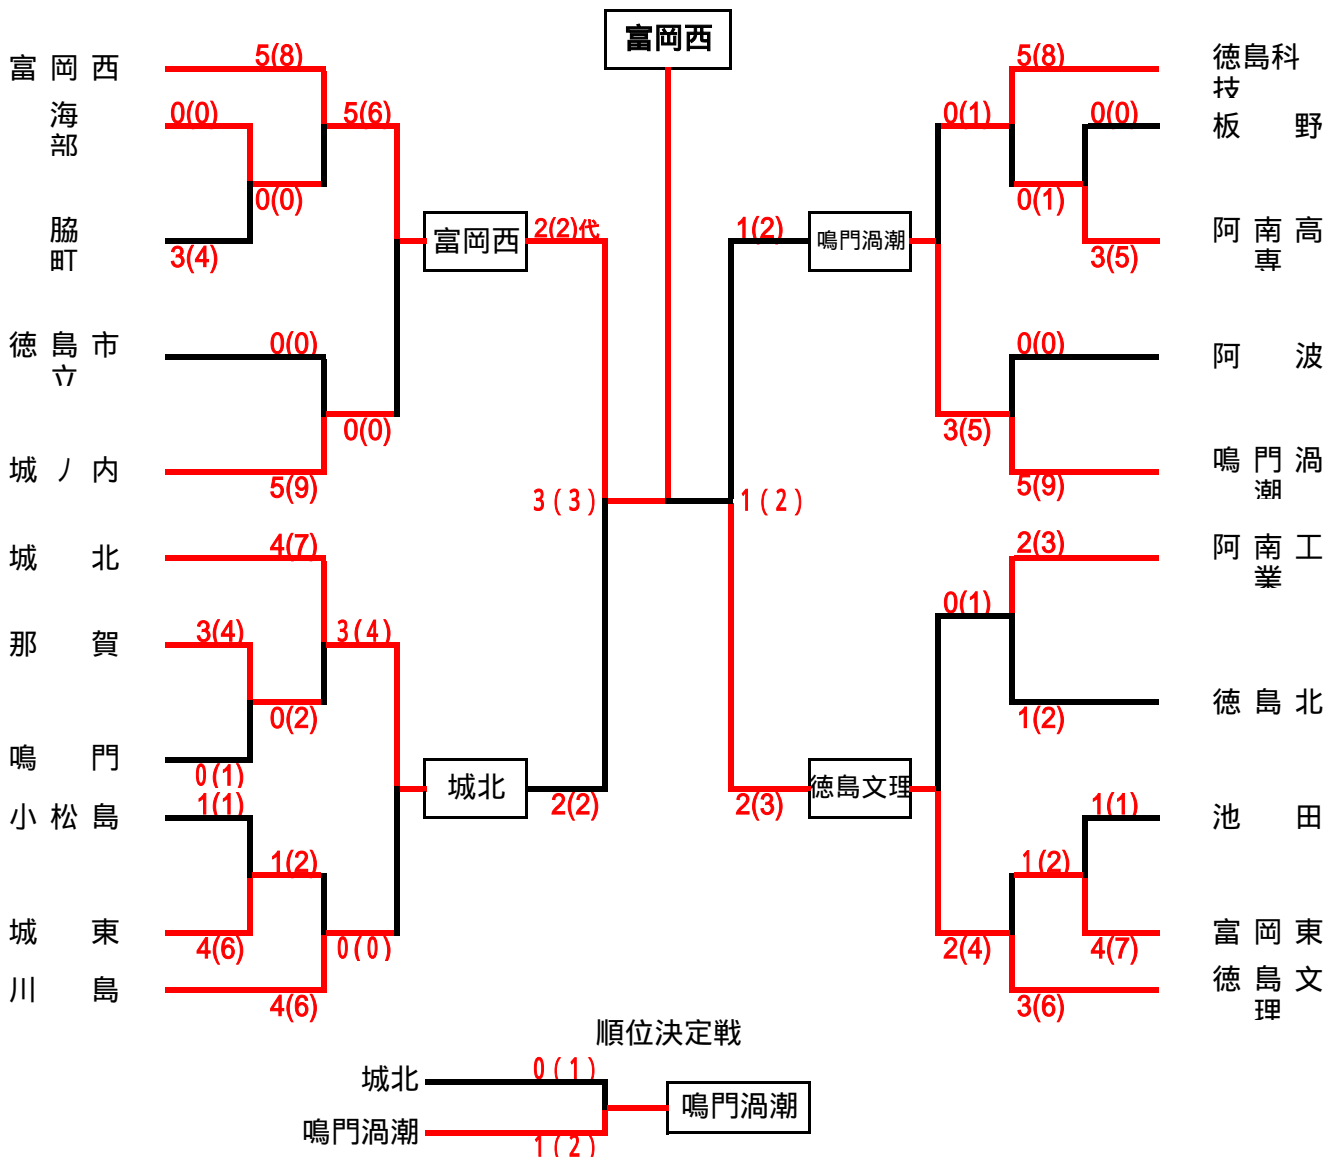 富岡西
富岡西
5(8)
海部
0(0)
5(6)
0(0)
脇町
3(4)
富岡西
2(2)代
徳島市立
0(0)
0(0)
城ノ内
5(9)
3(3)
城北
4(7)
那賀
3(4)
3(4)
0(2)
鳴門
0(1)
城北
2(2)
小松島
1(1)
1(2)
城東
4(6)
0(0)
川島
4(6)
徳島科技
5(8)
0(1)
0(0)
板野
0(1)
阿南高専
3(5)
1(2)
鳴門渦潮
0(0)
阿波
3(5)
鳴門渦潮
5(9)
1(2)
2(3)
阿南工業
0(1)
徳島北
1(2)
徳島文理
2(3)
池田
1(1)
1(2)
富岡東
4(7)
2(4)
徳島文理
3(6)
順位決定戦
城北
0(1)
鳴門渦潮
鳴門渦潮
1(2)